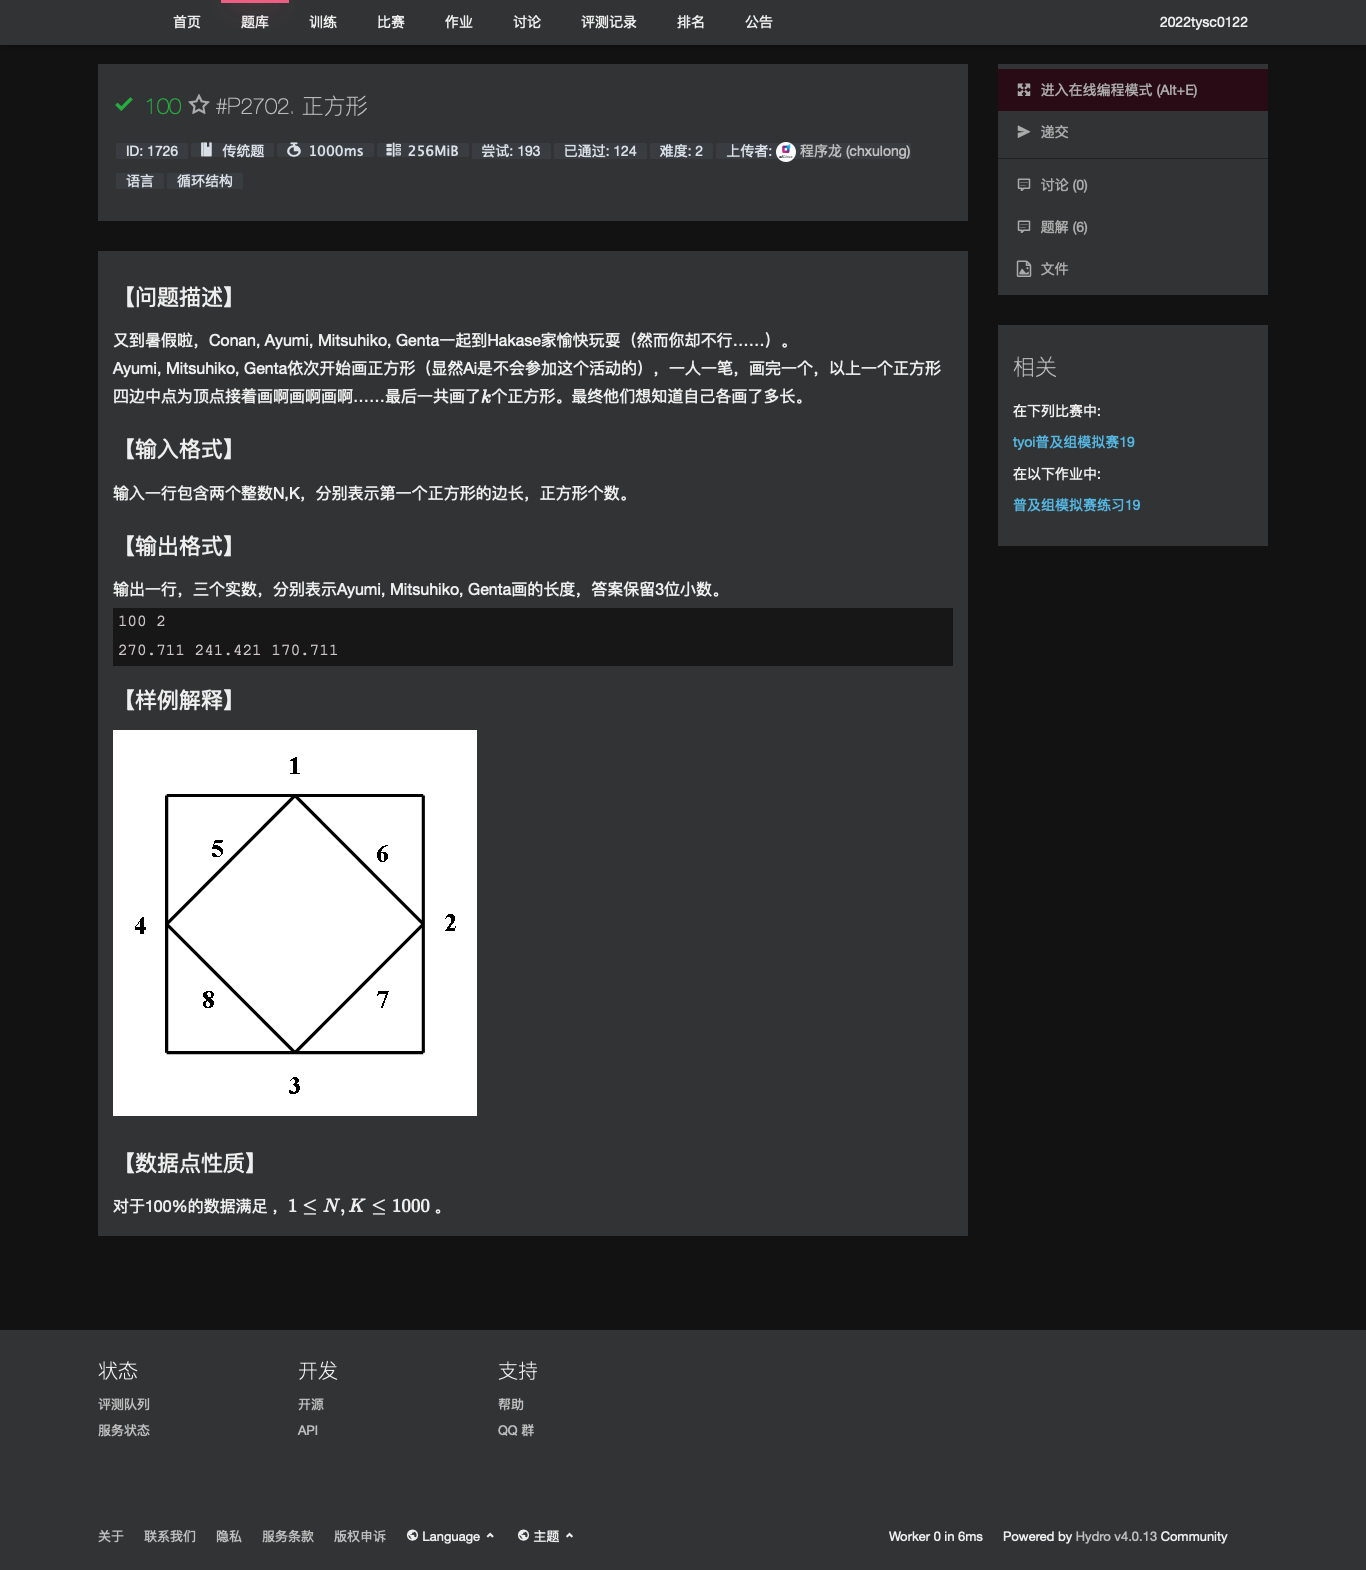 首页 题库 训练 比赛 作业 讨论 评测记录 排名 公告 2022tysc0122
100 #P2702. 正方形
ID: 1726 传统题 1000ms 256MiB 尝试: 193 已通过: 124 难度: 2 上传者: 程序龙 (chxulong)
语言 循环结构
【问题描述】
又到暑假啦，Conan, Ayumi, Mitsuhiko, Genta一起到Hakase家愉快玩耍（然而你却不行……）。
Ayumi, Mitsuhiko, Genta依次开始画正方形（显然Ai是不会参加这个活动的），一人一笔，画完一个，以上一个正方形
四边中点为顶点接着画啊画啊画啊……最后一共画了k个正方形。最终他们想知道自己各画了多长。
【输入格式】
输入一行包含两个整数N,K，分别表示第一个正方形的边长，正方形个数。
【输出格式】
输出一行，三个实数，分别表示Ayumi, Mitsuhiko, Genta画的长度，答案保留3位小数。
100 2
270.711 241.421 170.711
【样例解释】
1
5
6
4
2
8
7
3
【数据点性质】
对于100%的数据满足 ，1 ≤ N, K ≤ 1000 。
进入在线编程模式 (Alt+E)
递交
讨论 (0)
题解 (6)
文件
相关
在下列比赛中:
tyoi普及组模拟赛19
在以下作业中:
普及组模拟赛练习19
状态 开发 支持
评测队列 开源 帮助
服务状态 API QQ 群
关于 联系我们 隐私 服务条款 版权申诉 Language 主题 Worker 0 in 6ms Powered by Hydro v4.0.13 Community